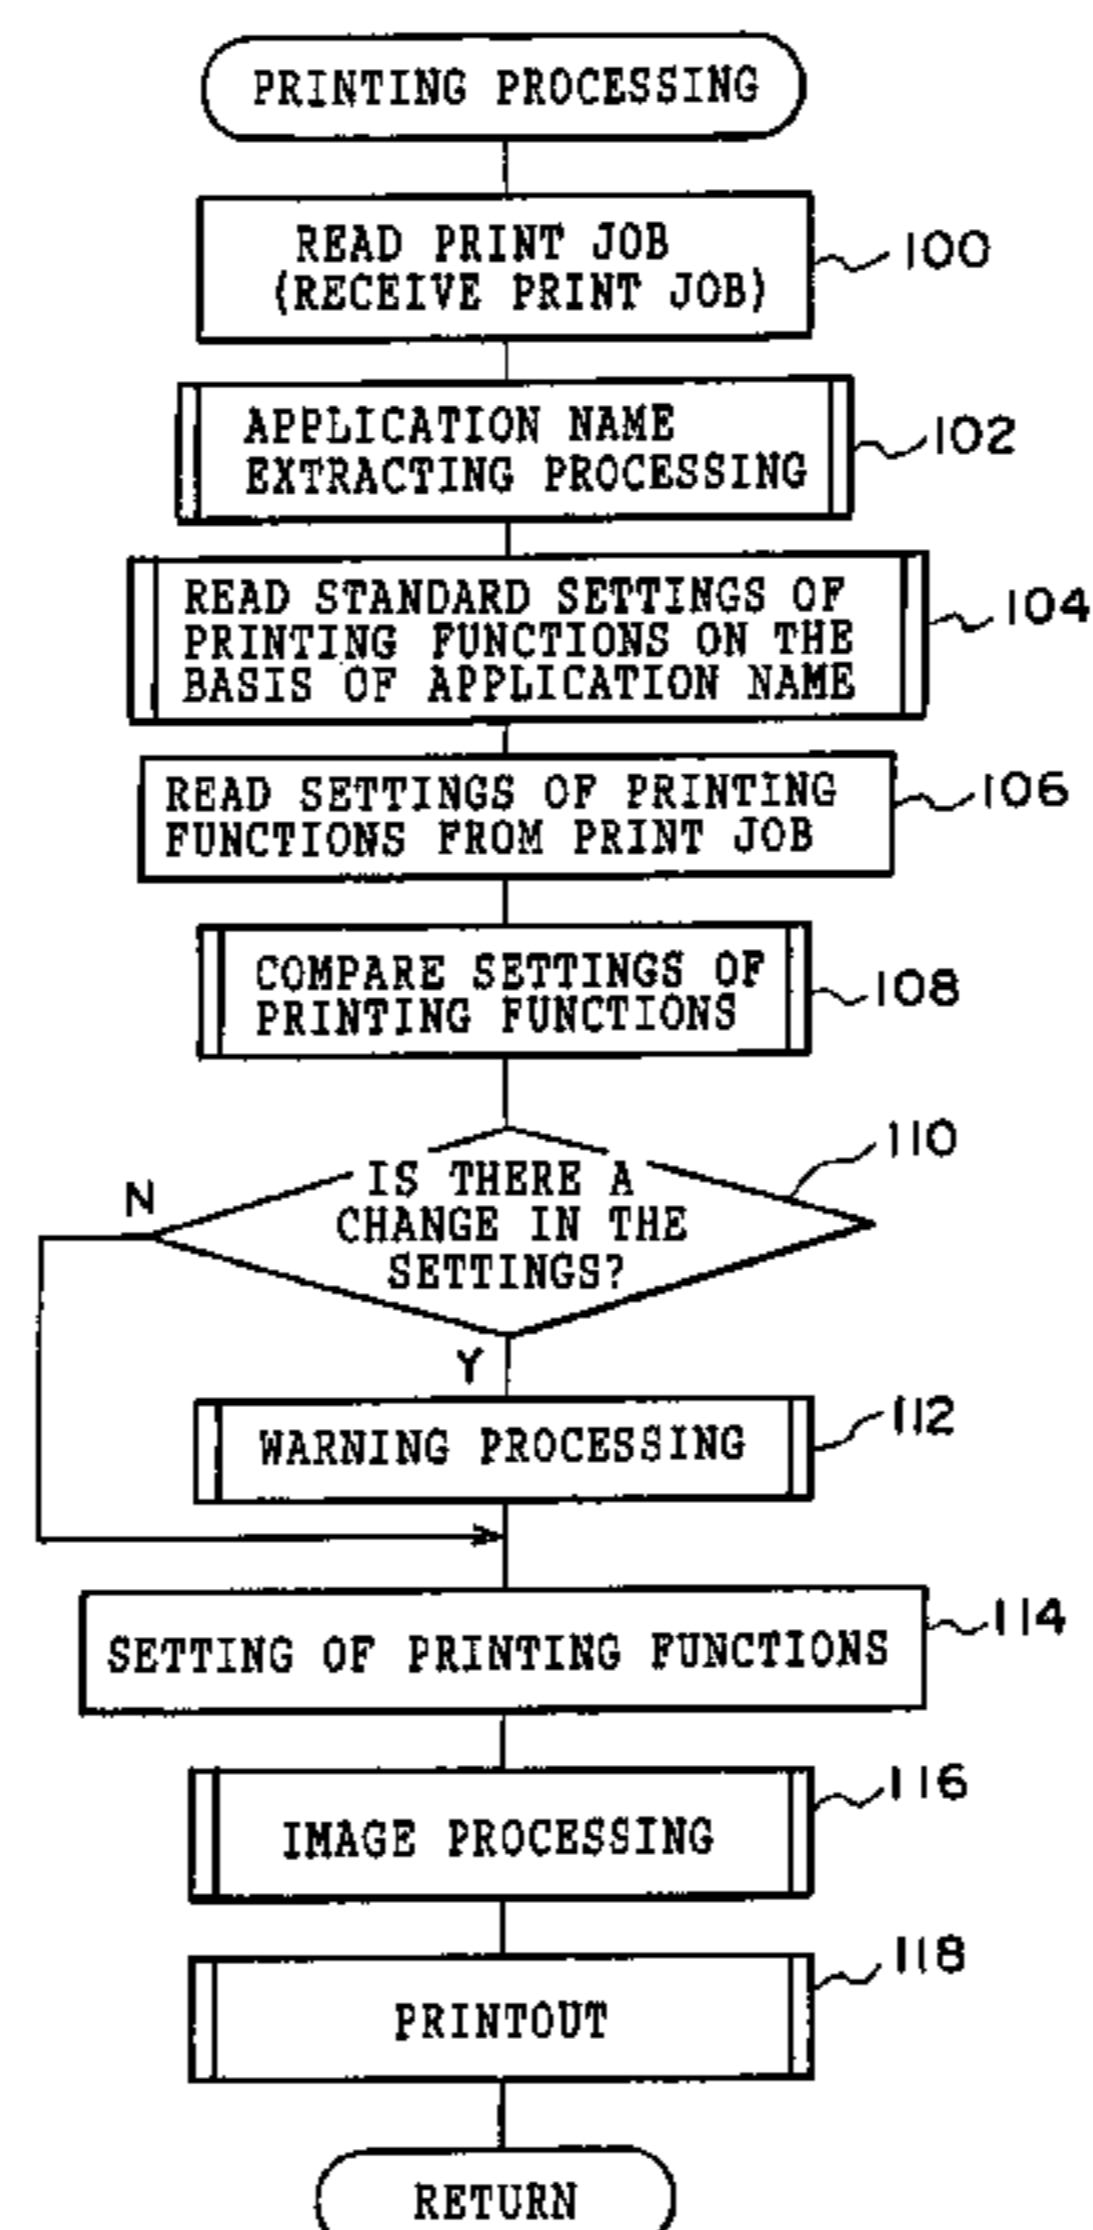 PRINTING PROCESSING
READ PRINT JOB
(RECEIVE PRINT JOB)
100
APPLICATION NAME
EXTRACTING PROCESSING
102
READ STANDARD SETTINGS OF
PRINTING FUNCTIONS ON THE
BASIS OF APPLICATION NAME
104
READ SETTINGS OF PRINTING
FUNCTIONS FROM PRINT JOB
106
COMPARE SETTINGS OF
PRINTING FUNCTIONS
108
110
IS THERE A
CHANGE IN THE
SETTINGS?
N
Y
WARNING PROCESSING
112
SETTING OF PRINTING FUNCTIONS
114
IMAGE PROCESSING
116
PRINTOUT
118
RETURN